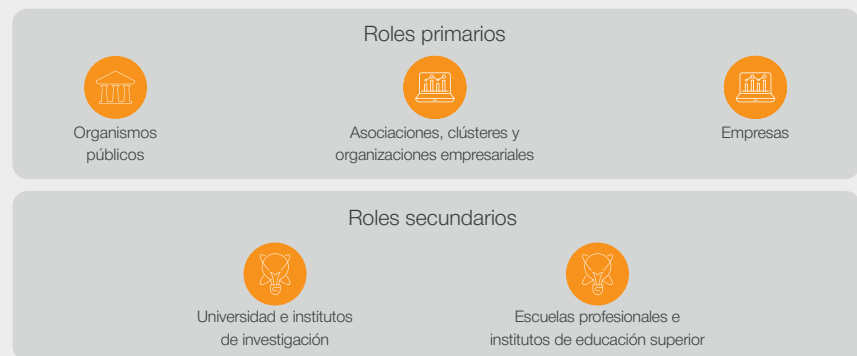 Roles primarios
Organismos
públicos
Asociaciones, clústeres y
organizaciones empresariales
Empresas
Roles secundarios
Universidad e institutos
de investigación
Escuelas profesionales e
institutos de educación superior